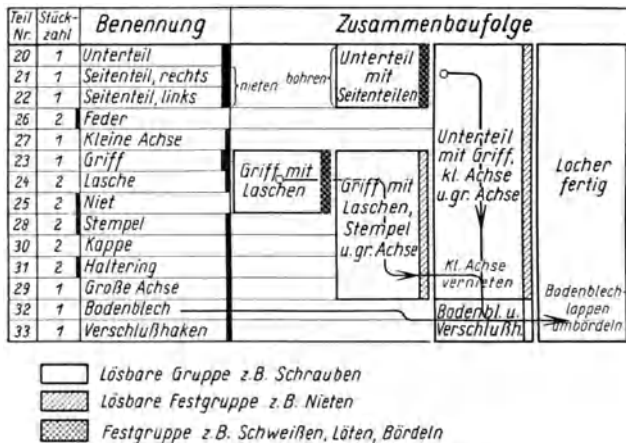 Teil Nr. Stück-zahl Benennung Zusammenbaufolge
20 1 Unterteil
21 1 Seitenteil, rechts
22 1 Seitenteil, links
26 2 Feder
27 1 Kleine Achse
23 1 Griff
24 2 Lasche
25 2 Niet
28 2 Stempel
30 2 Kappe
31 2 Haltering
29 1 Große Achse
32 1 Bodenblech
33 1 Verschlußhaken
nieten
bohren
Unterteil
mit
Seitenteilen
Griff mit
Laschen
Griff mit
Laschen,
Stempel
u. gr. Achse
Unterteil
mit Griff,
kl. Achse
u. gr. Achse
Kl. Achse
vernieten
Bodenbl. u.
Verschlußh.
Locher
fertig
Bodenblech-
lappen
umbördeln
Lösbare Gruppe z.B. Schrauben
Lösbare Festgruppe z.B. Nieten
Festgruppe z.B. Schweißen, Löten, Bördeln